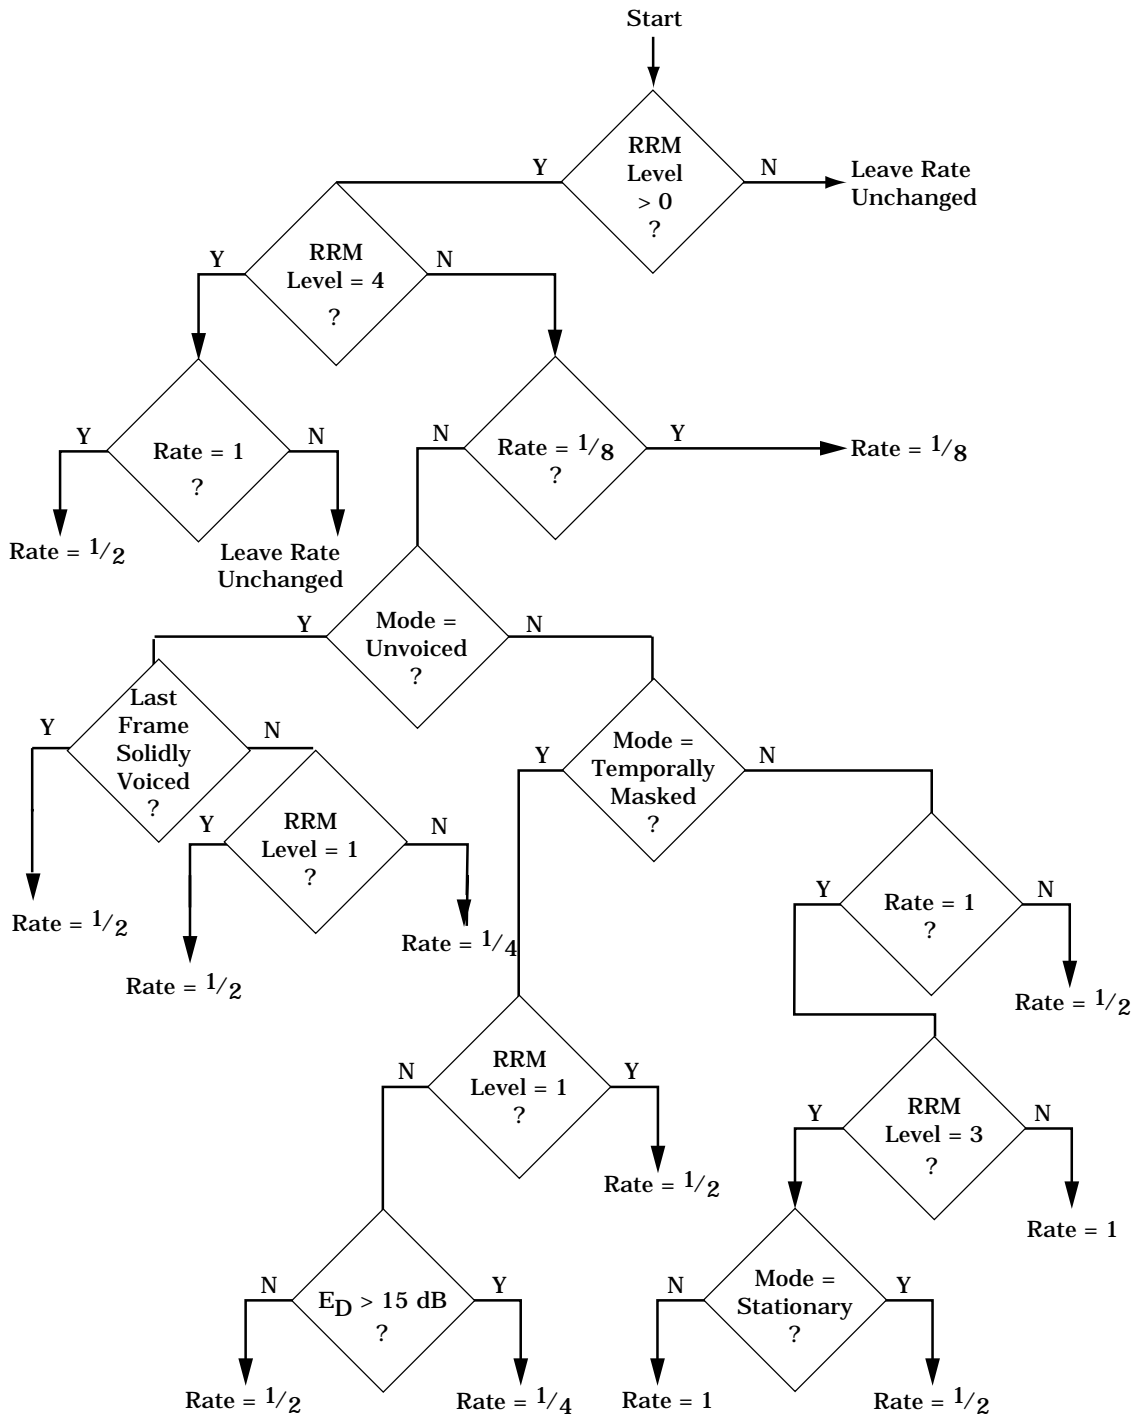 Start
RRM
Level
> 0
?
Y
N
Leave Rate
Unchanged
RRM
Level = 4
?
Y
N
Rate = 1
?
Y
N
Rate = 1/2
Leave Rate
Unchanged
Rate = 1/8
?
N
Y
Rate = 1/8
Mode =
Unvoiced
?
Y
N
Last
Frame
Solidly
Voiced
?
Y
N
Rate = 1/2
RRM
Level = 1
?
Y
N
Rate = 1/2
Rate = 1/4
Mode =
Temporally
Masked
?
Y
N
Rate = 1
?
Y
N
Rate = 1/2
RRM
Level = 1
?
N
Y
Rate = 1/2
RRM
Level = 3
?
Y
N
Rate = 1
ED > 15 dB
?
N
Y
Rate = 1/2
Rate = 1/4
Mode =
Stationary
?
N
Y
Rate = 1
Rate = 1/2